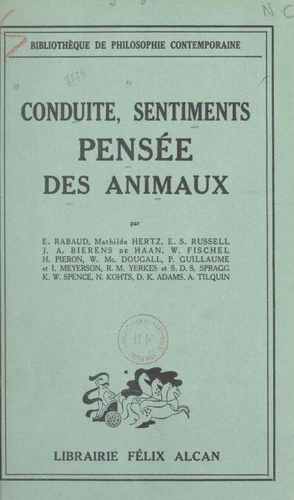 N C
BIBLIOTHÈQUE DE PHILOSOPHIE CONTEMPORAINE
CONDUITE, SENTIMENTS
PENSÉE
DES ANIMAUX
par
E. RABAUD, Mathilde HERTZ, E. S. RUSSELL
J. A. BIERENS DE HAAN, W. FISCHEL
H. PIERON, W. Mc. DOUGALL, P. GUILLAUME
et I. MEYERSON, R. M. YERKES et S. D. S. SPRAGG
K. W. SPENCE, N. KOHTS, D. K. ADAMS, A. TILQUIN
LIBRAIRIE FÉLIX ALCAN